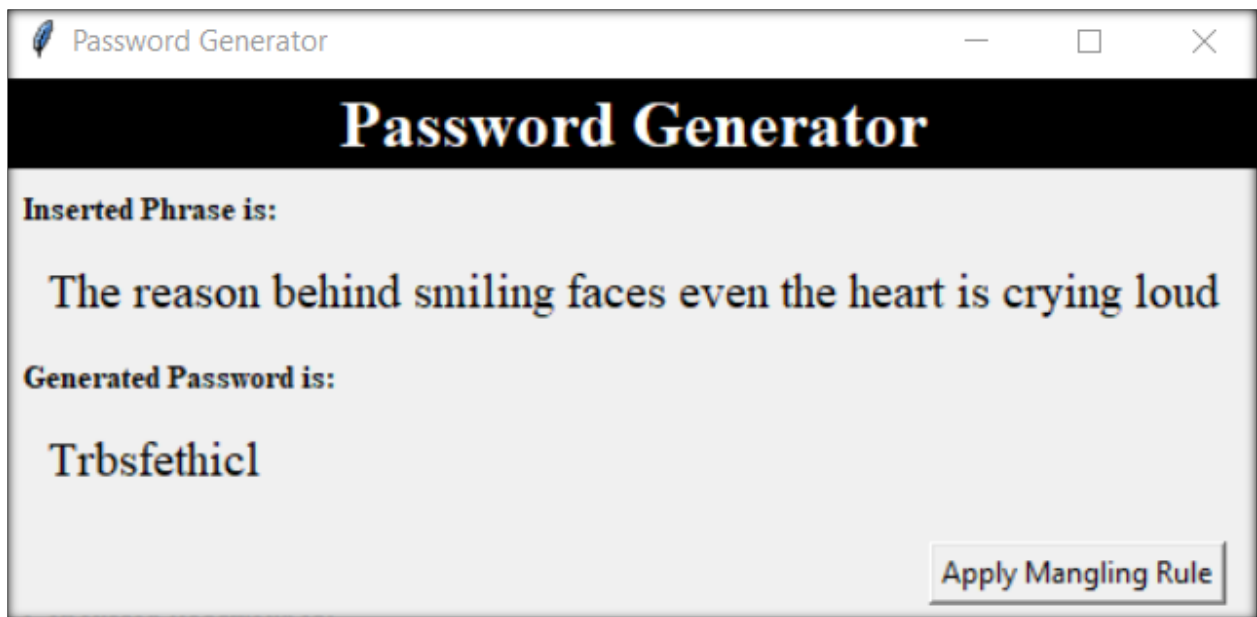 Password Generator
Password Generator
Inserted Phrase is:
The reason behind smiling faces even the heart is crying loud
Generated Password is:
Trbsfethicl
Apply Mangling Rule